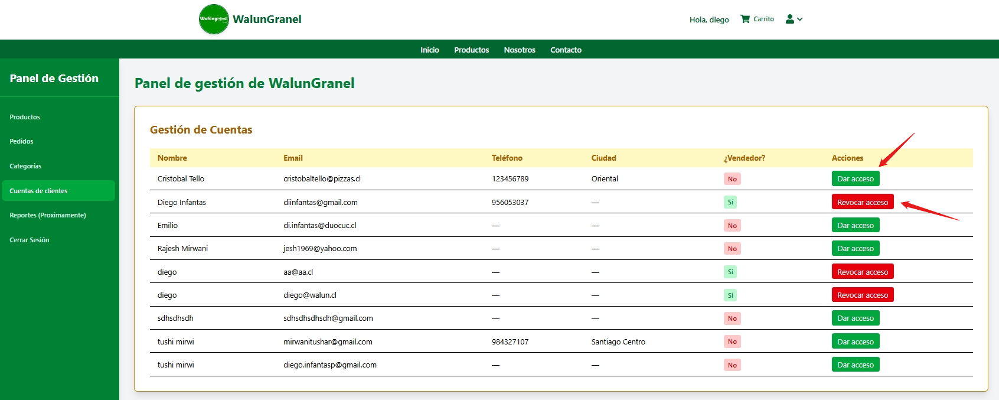 Walüngranel WalunGranel Hola, diego Carrito
Inicio Productos Nosotros Contacto
Panel de Gestión
Productos
Pedidos
Categorías
Cuentas de clientes
Reportes (Proximamente)
Cerrar Sesión
Panel de gestión de WalunGranel
Gestión de Cuentas
Nombre Email Teléfono Ciudad ¿Vendedor? Acciones
Cristobal Tello cristobaltello@pizzas.cl 123456789 Oriental No Dar acceso
Diego Infantas diinfantas@gmail.com 956053037 — Sí Revocar acceso
Emilio di.infantas@duocuc.cl — — No Dar acceso
Rajesh Mirwani jesh1969@yahoo.com — — No Dar acceso
diego aa@aa.cl — — Sí Revocar acceso
diego diego@walun.cl — — Sí Revocar acceso
sdhsdhsdh sdhsdhsdhsdh@gmail.com — — No Dar acceso
tushi mirwi mirwanitushar@gmail.com 984327107 Santiago Centro No Dar acceso
tushi mirwi diego.infantasp@gmail.com — — No Dar acceso